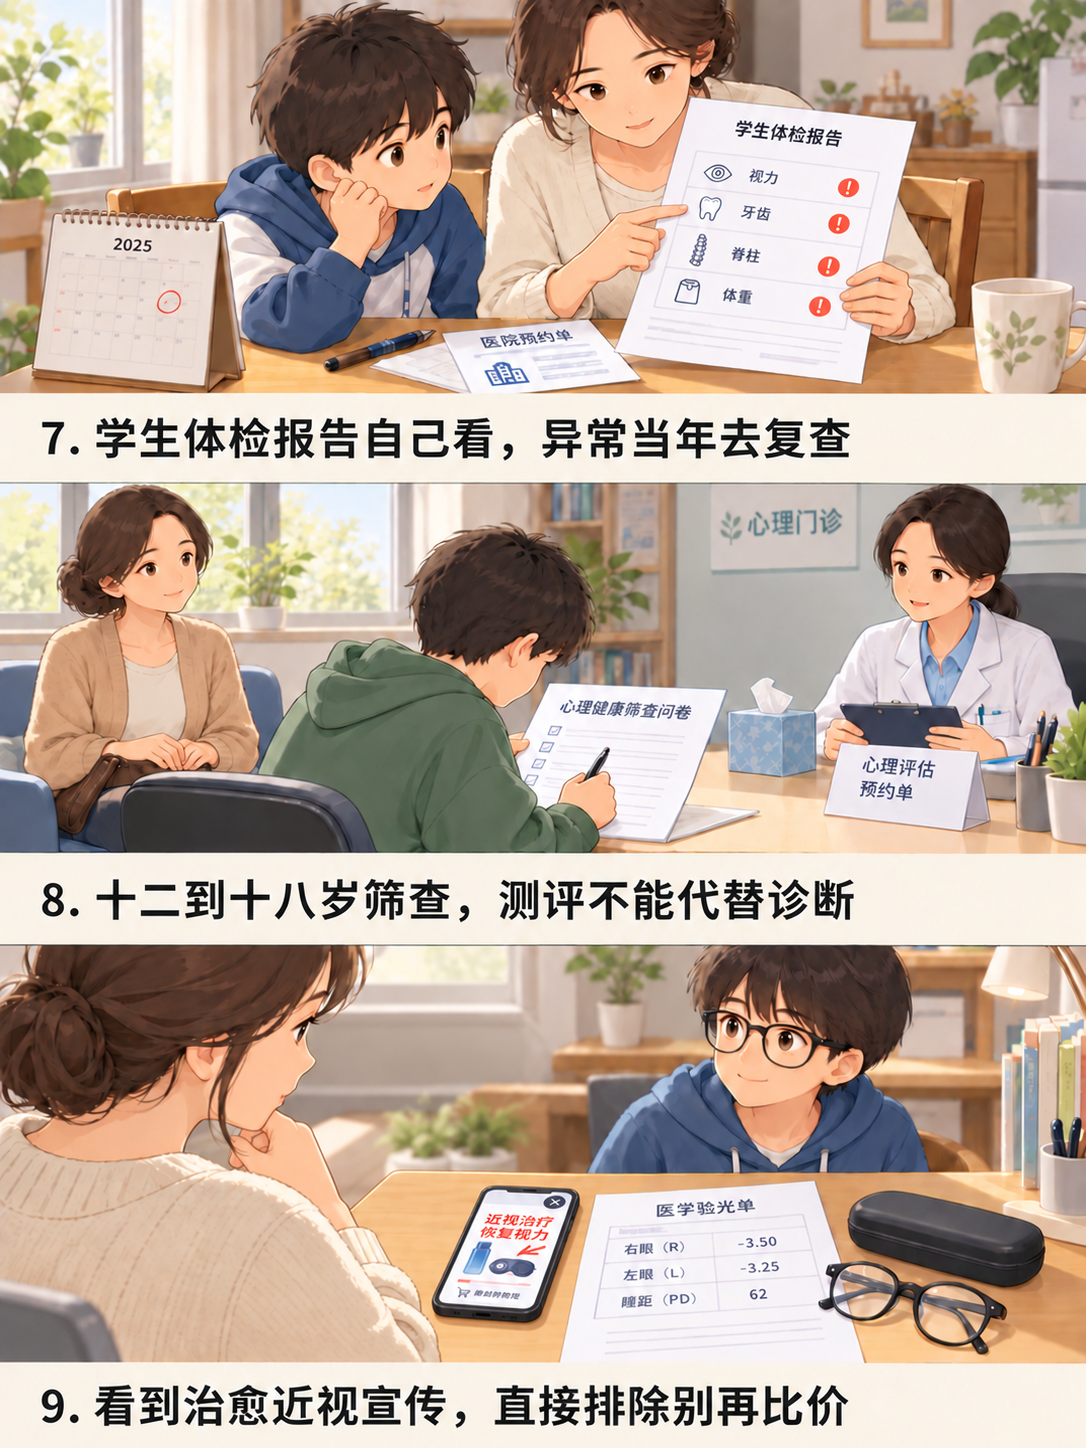 学生体检报告
视力
牙齿
脊柱
体重
2025
医院预约单
7. 学生体检报告自己看，异常当年去复查
心理门诊
心理健康筛查问卷
心理评估
预约单
8. 十二到十八岁筛查，测评不能代替诊断
近视治疗
恢复视力
医学验光单
右眼（R） -3.50
左眼（L） -3.25
瞳距（PD） 62
9. 看到治愈近视宣传，直接排除别再比价